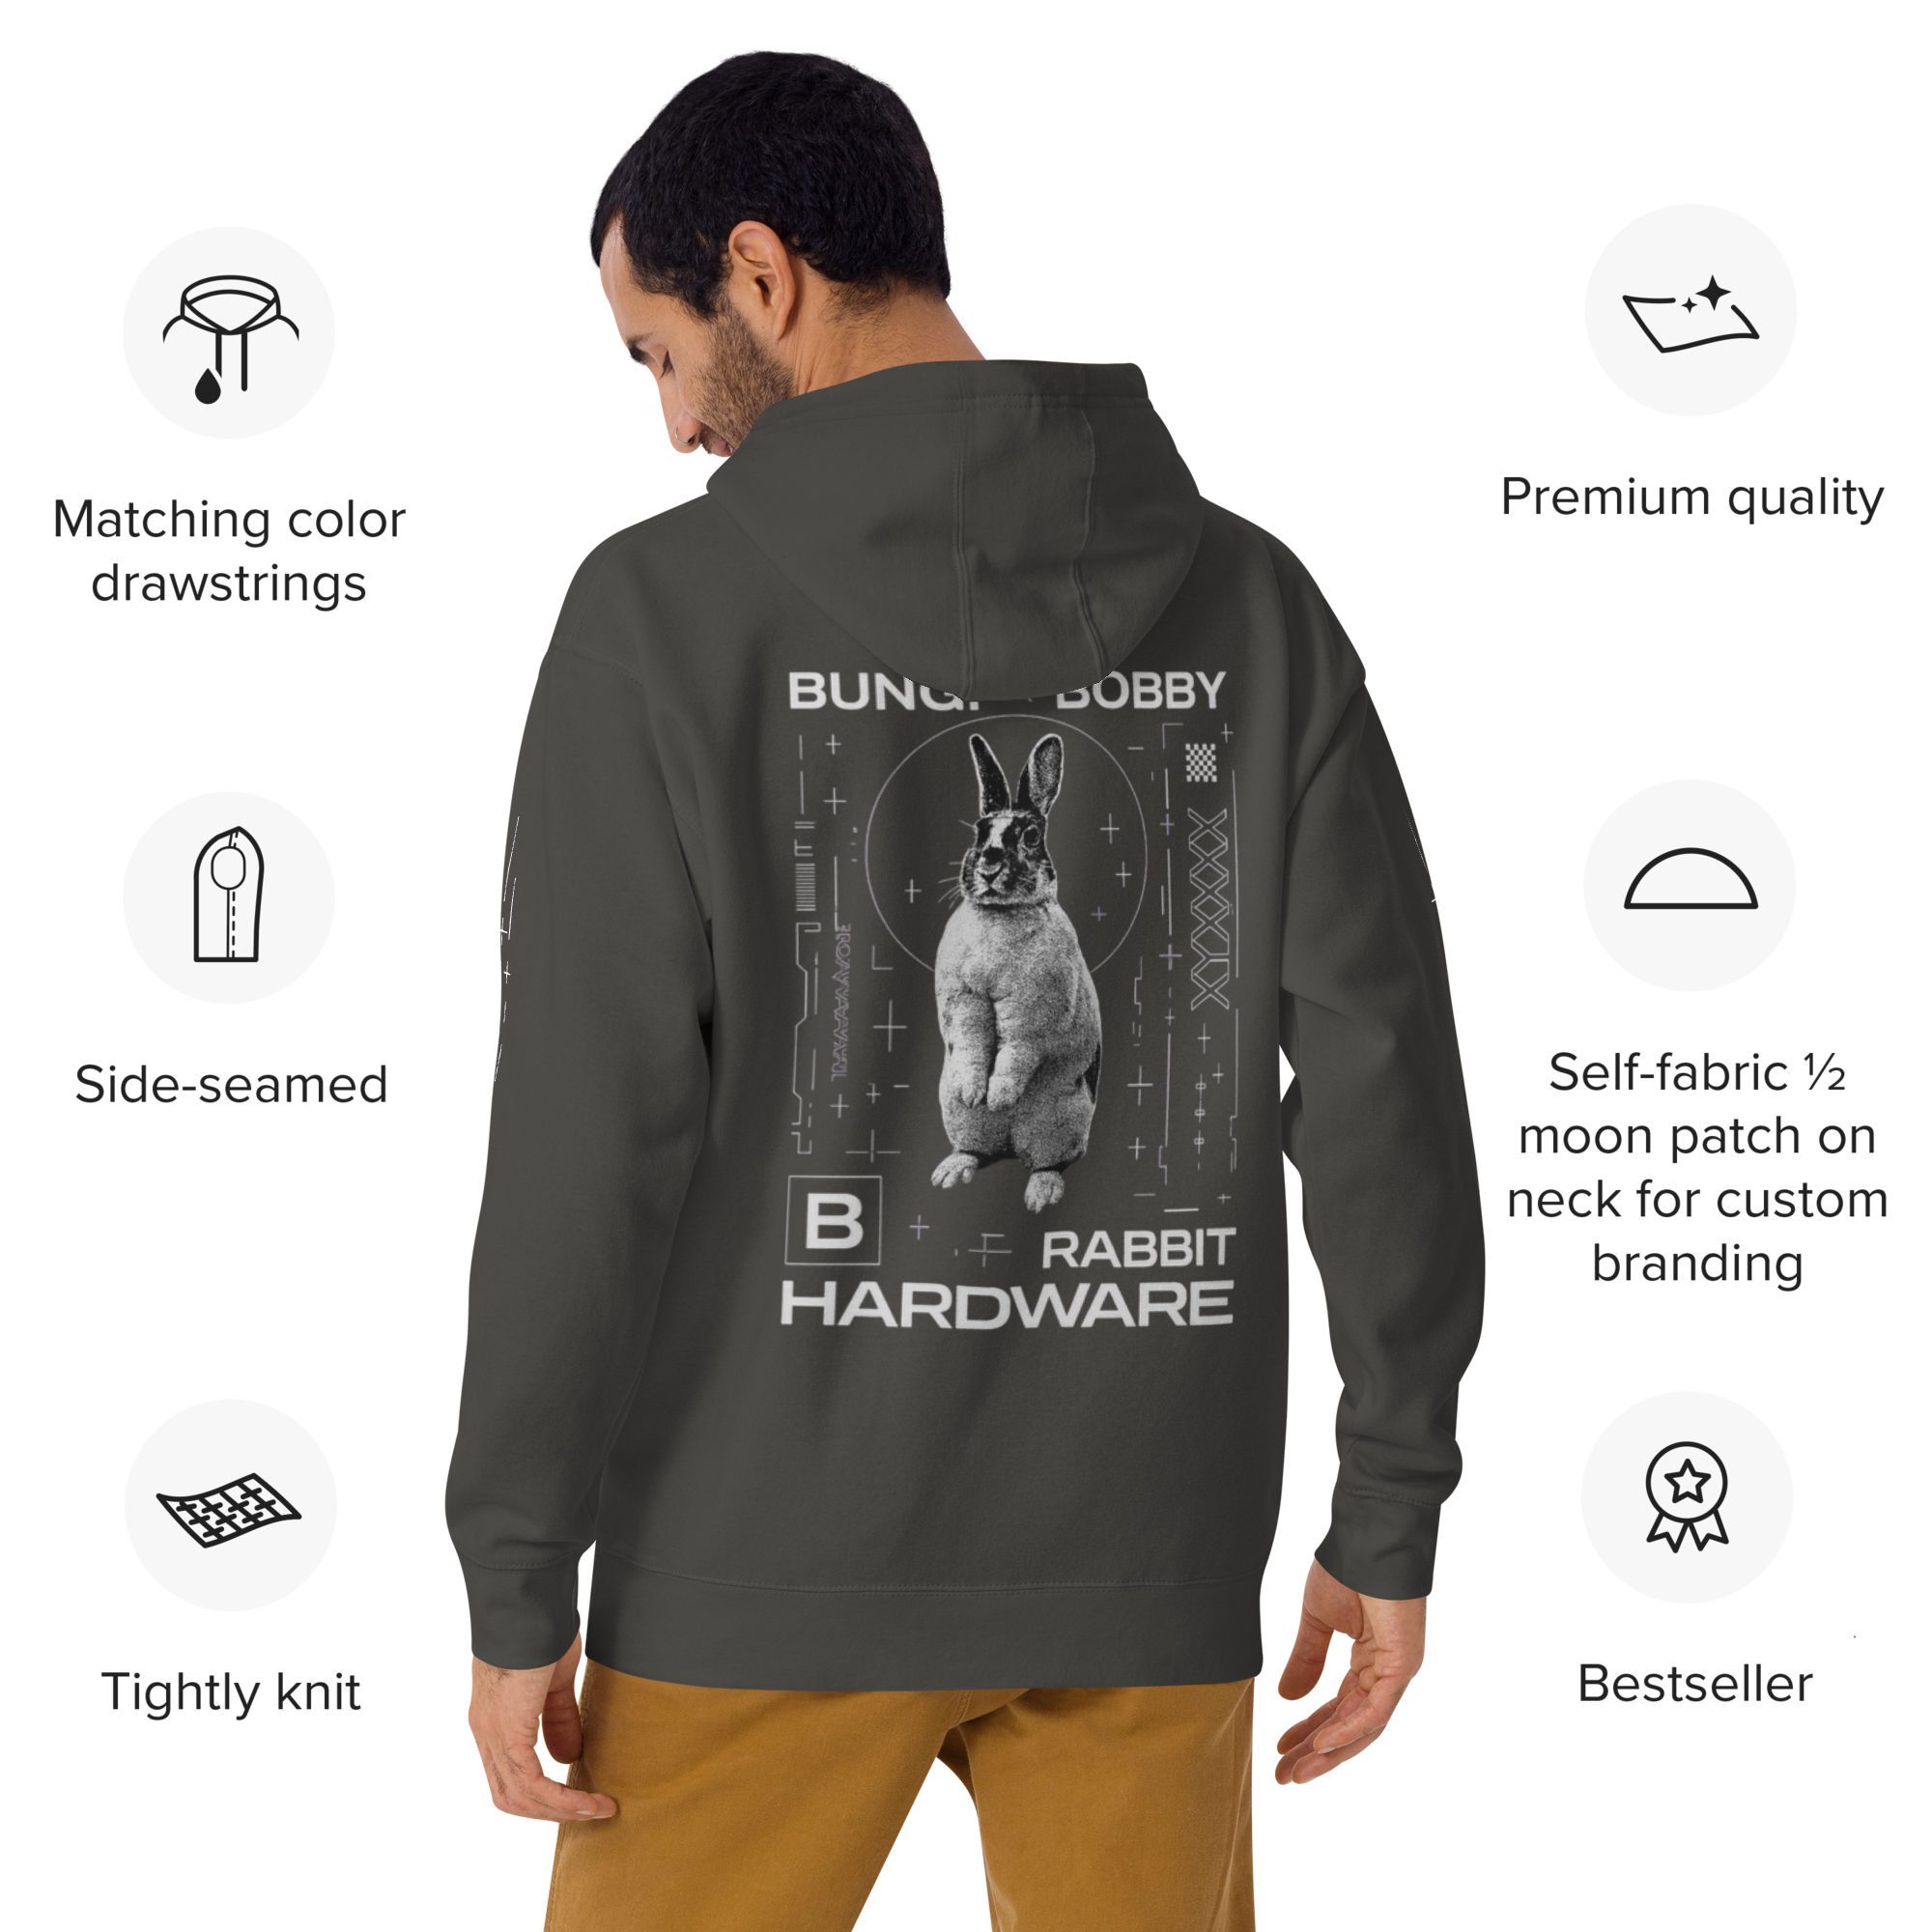 Matching color
drawstrings
Side-seamed
Tightly knit
BOBBY
B
RABBIT
HARDWARE
Premium quality
Self-fabric ½
moon patch on
neck for custom
branding
Bestseller